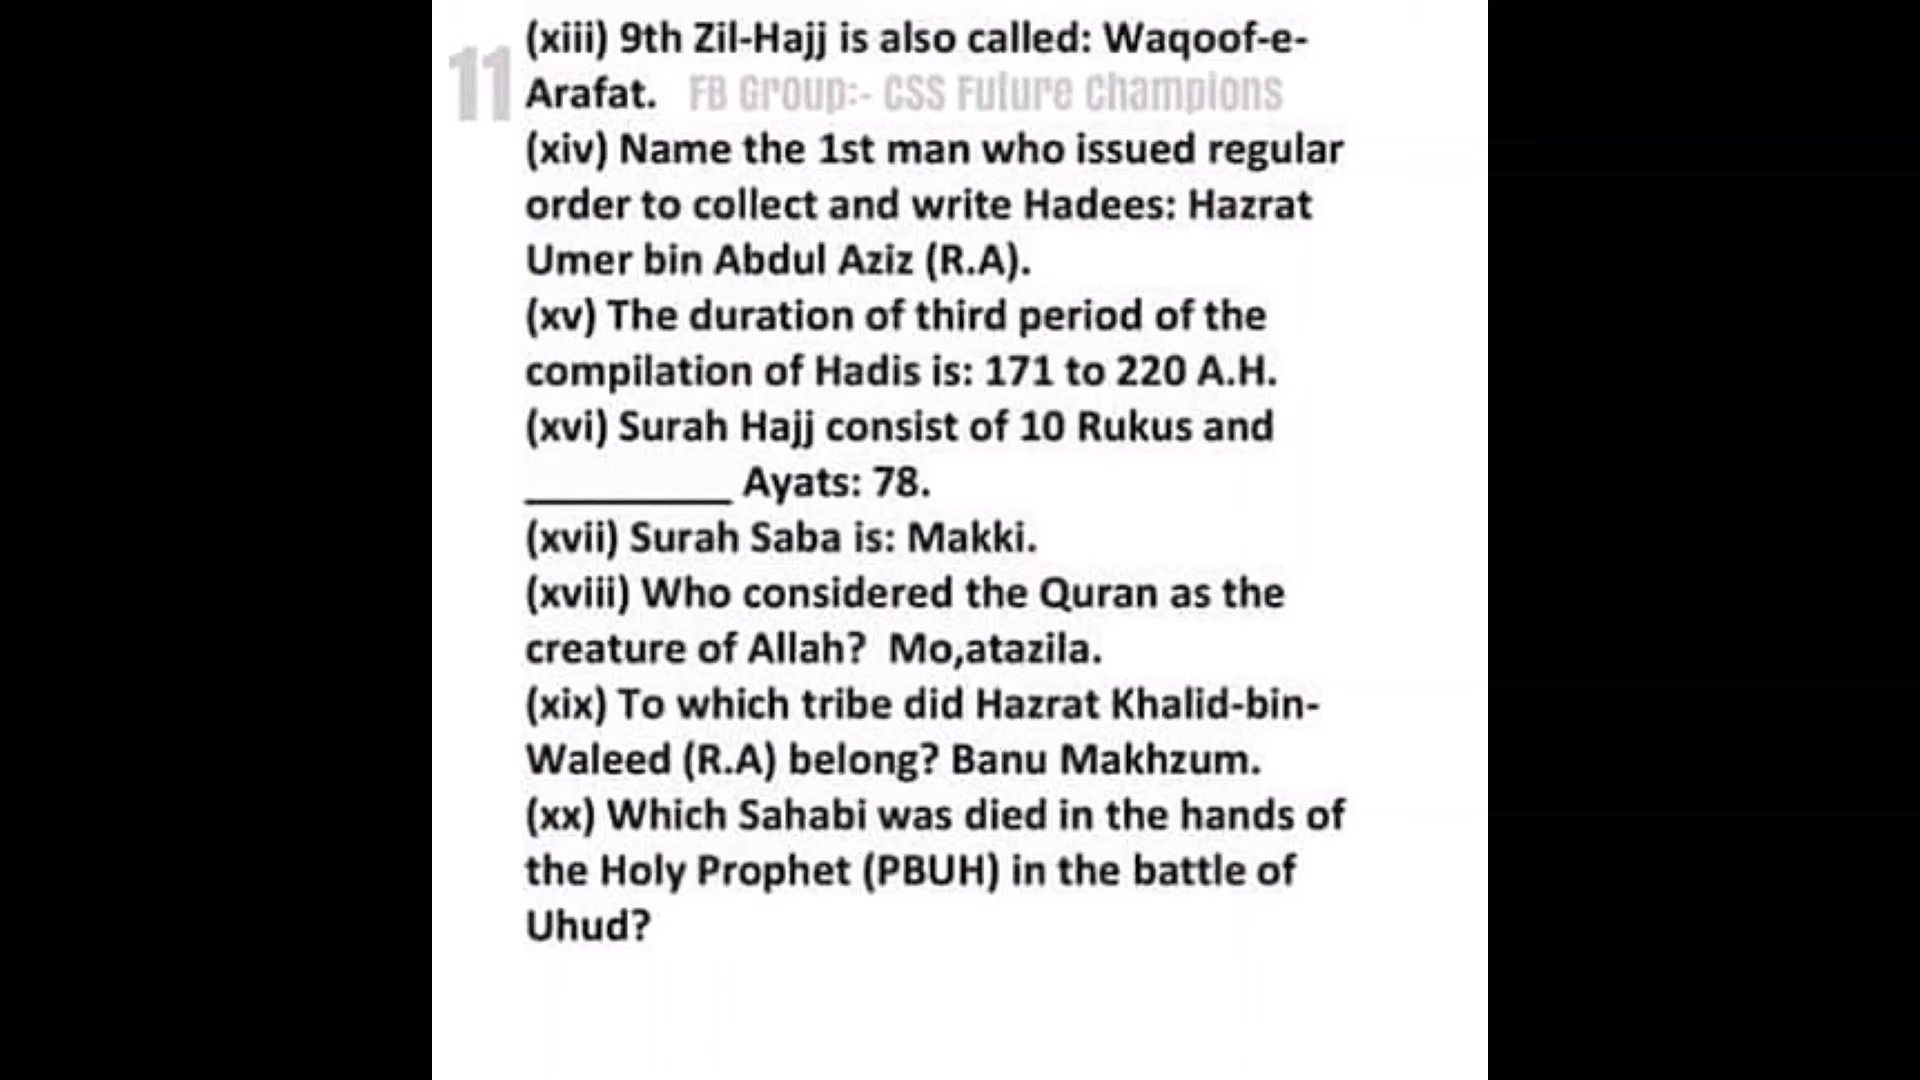 (xiii) 9th Zil-Hajj is also called: Waqoof-e-
11 Arafat. FB Group:- CSS Future Champions
(xiv) Name the 1st man who issued regular
order to collect and write Hadees: Hazrat
Umer bin Abdul Aziz (R.A).
(xv) The duration of third period of the
compilation of Hadis is: 171 to 220 A.H.
(xvi) Surah Hajj consist of 10 Rukus and
__________ Ayats: 78.
(xvii) Surah Saba is: Makki.
(xviii) Who considered the Quran as the
creature of Allah?  Mo,atazila.
(xix) To which tribe did Hazrat Khalid-bin-
Waleed (R.A) belong? Banu Makhzum.
(xx) Which Sahabi was died in the hands of
the Holy Prophet (PBUH) in the battle of
Uhud?